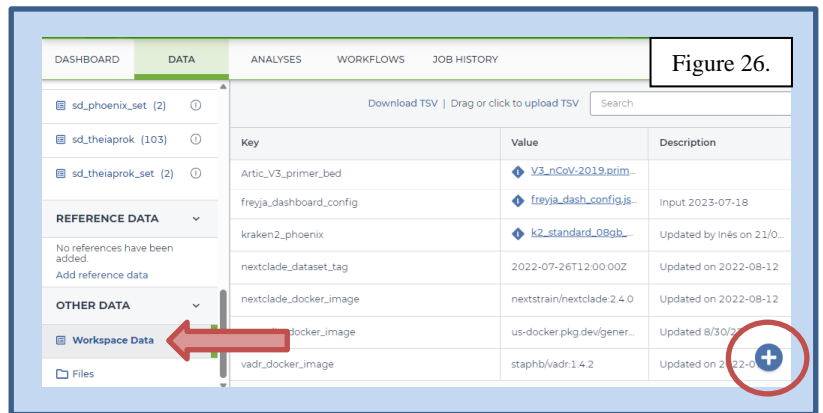 Figure 26.
DASHBOARD DATA ANALYSES WORKFLOWS JOB HISTORY
sd_phoenix_set (2)
sd_theiaprok (103)
sd_theiaprok_set (2)
REFERENCE DATA
No references have been
added.
Add reference data
OTHER DATA
Workspace Data
Files
Download TSV | Drag or click to upload TSV Search
Key Value Description
Artic_V3_primer_bed V3_nCoV-2019.prim...
freyja_dashboard_config freyja_dash_config.js... Input 2023-07-18
kraken2_phoenix k2_standard_08gb_... Updated by Inês on 21/0...
nextclade_dataset_tag 2022-07-26T12:00:00Z Updated on 2022-08-12
nextclade_docker_image nextstrain/nextclade:2.4.0 Updated on 2022-08-12
docker_image us-docker.pkg.dev/gener... Updated 8/30/2
vadr_docker_image staphb/vadr:1.4.2 Updated on 2022-0